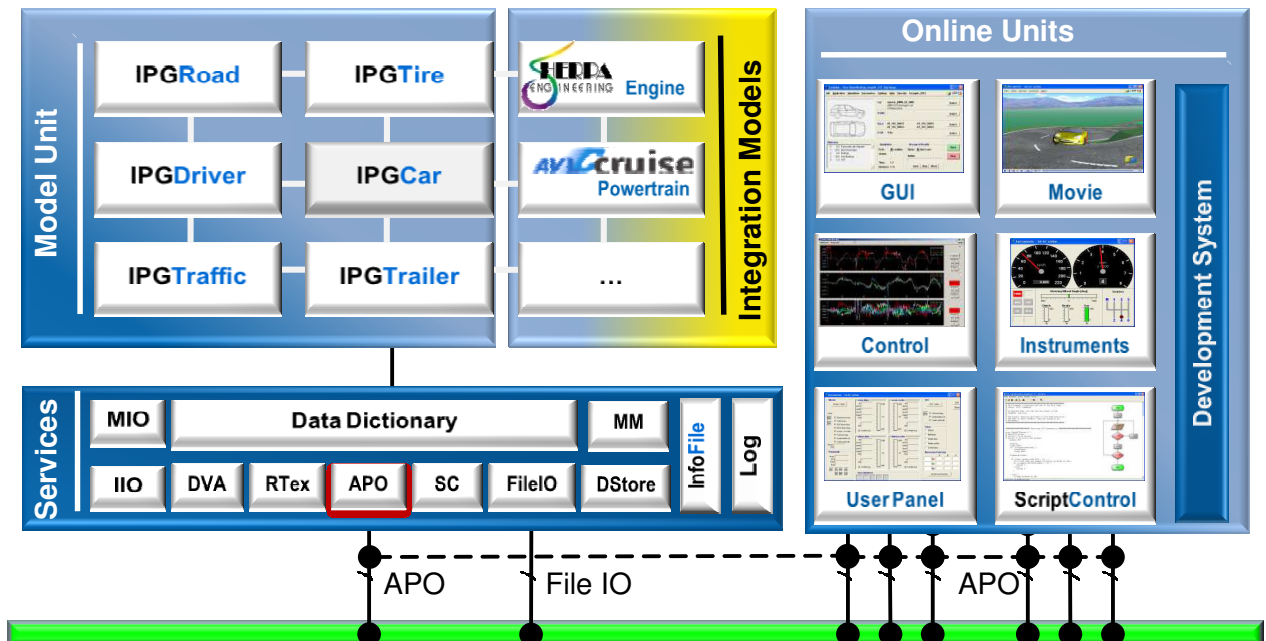 Model Unit
IPGRoad
IPGTire
IPGDriver
IPGCar
IPGTraffic
IPGTrailer
SHERPA
ENGINEERING
Engine
AVL cruise
Powertrain
...
Integration Models
Online Units
GUI
Movie
Control
Instruments
UserPanel
ScriptControl
Development System
Services
MIO
Data Dictionary
MM
IIO
DVA
RTex
APO
SC
FileIO
DStore
InfoFile
Log
APO
File IO
APO